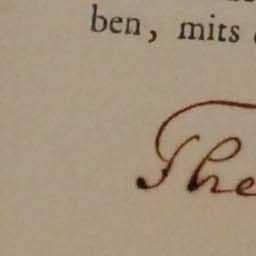 ben, mits
The